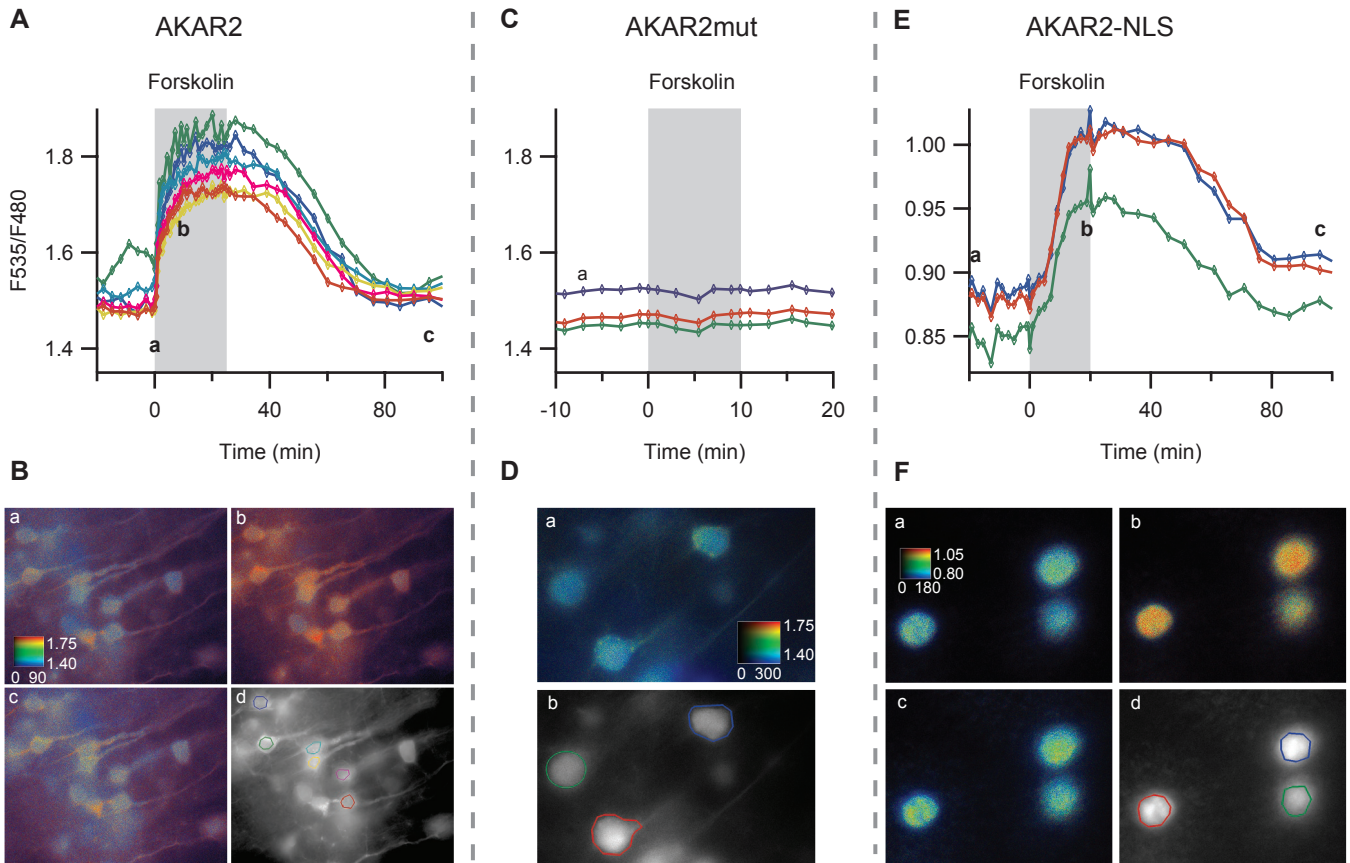 A
AKAR2
Forskolin
F535/F480
1.8
1.6
1.4
b
a
c
0
40
80
Time (min)
C
AKAR2mut
Forskolin
1.8
1.6
1.4
a
-10
0
10
20
Time (min)
E
AKAR2-NLS
Forskolin
1.00
0.95
0.90
0.85
a
b
c
0
40
80
Time (min)
B
a
1.75
1.40
0 90
b
c
d
D
a
1.75
1.40
0 300
b
F
a
1.05
0.80
0 180
b
c
d